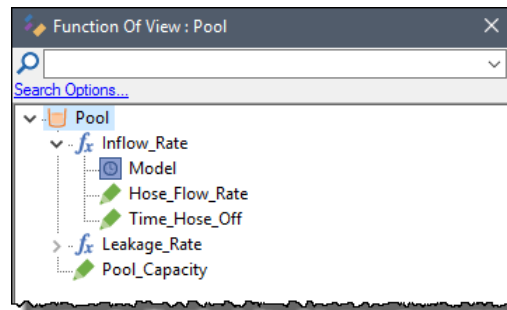 Function Of View : Pool
Search Options...
Pool
Inflow_Rate
Model
Hose_Flow_Rate
Time_Hose_Off
Leakage_Rate
Pool_Capacity